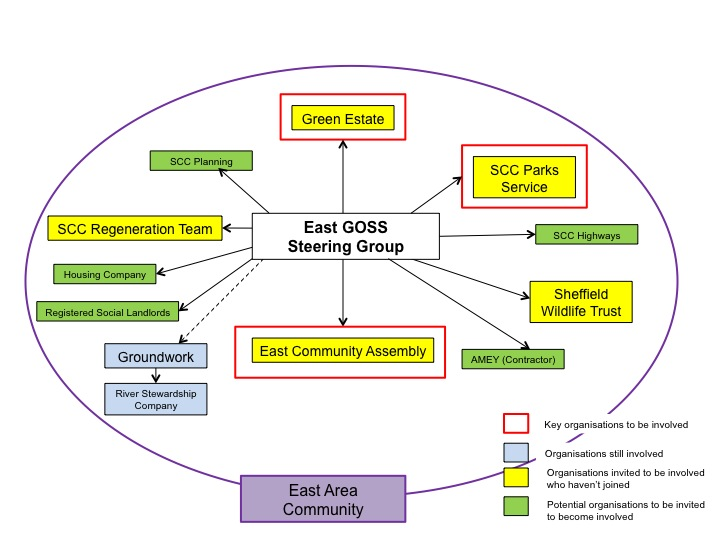 Green Estate
SCC Planning
SCC Parks
Service
SCC Regeneration Team
East GOSS
Steering Group
SCC Highways
Housing Company
Registered Social Landlords
Sheffield
Wildlife Trust
Groundwork
East Community Assembly
AMEY (Contractor)
River Stewardship
Company
Key organisations to be involved
Organisations still involved
Organisations invited to be involved
who haven't joined
Potential organisations to be invited
to become involved
East Area
Community